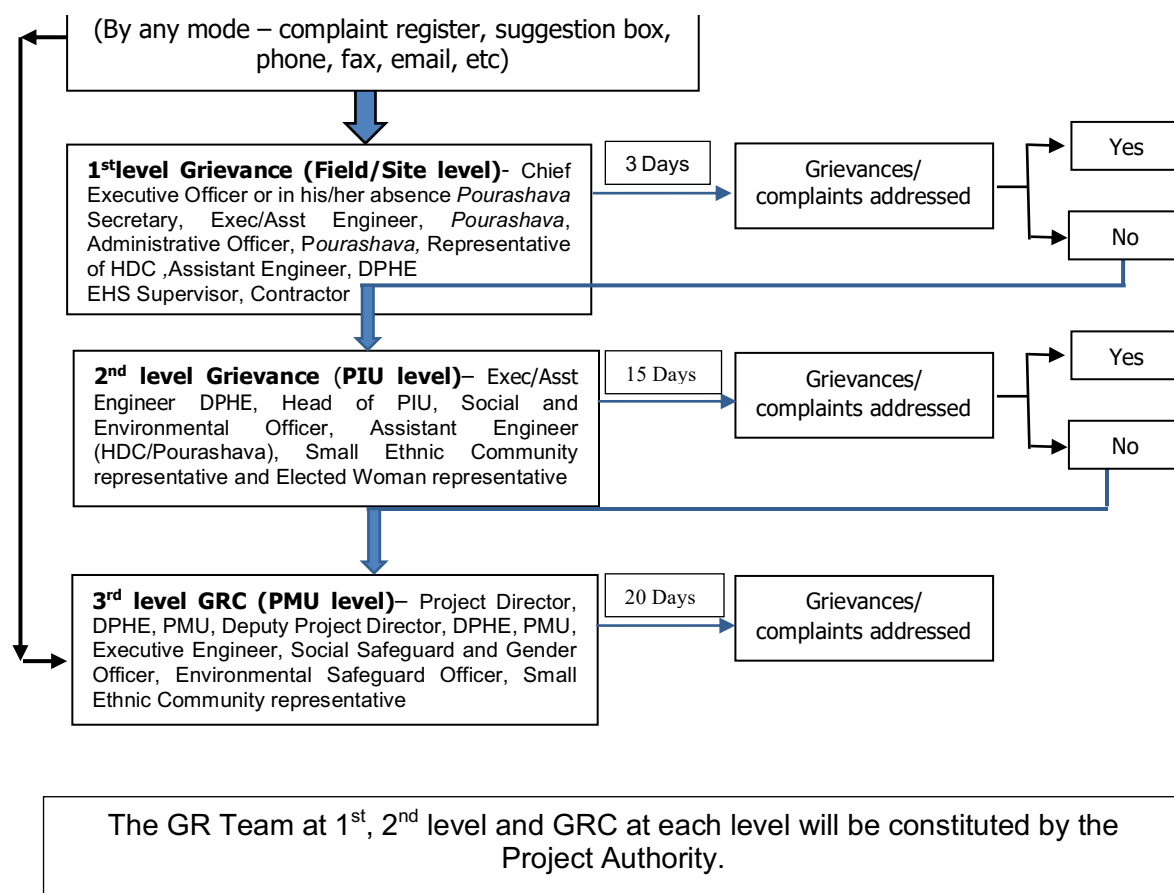 (By any mode – complaint register, suggestion box,
phone, fax, email, etc)
1stlevel Grievance (Field/Site level)- Chief
Executive Officer or in his/her absence Pourashava
Secretary, Exec/Asst Engineer, Pourashava,
Administrative Officer, Pourashava, Representative
of HDC ,Assistant Engineer, DPHE
EHS Supervisor, Contractor
3 Days
Grievances/
complaints addressed
Yes
No
2nd level Grievance (PIU level)– Exec/Asst
Engineer DPHE, Head of PIU, Social and
Environmental Officer, Assistant Engineer
(HDC/Pourashava), Small Ethnic Community
representative and Elected Woman representative
15 Days
Grievances/
complaints addressed
Yes
No
3rd level GRC (PMU level)– Project Director,
DPHE, PMU, Deputy Project Director, DPHE, PMU,
Executive Engineer, Social Safeguard and Gender
Officer, Environmental Safeguard Officer, Small
Ethnic Community representative
20 Days
Grievances/
complaints addressed
The GR Team at 1st, 2nd level and GRC at each level will be constituted by the
Project Authority.